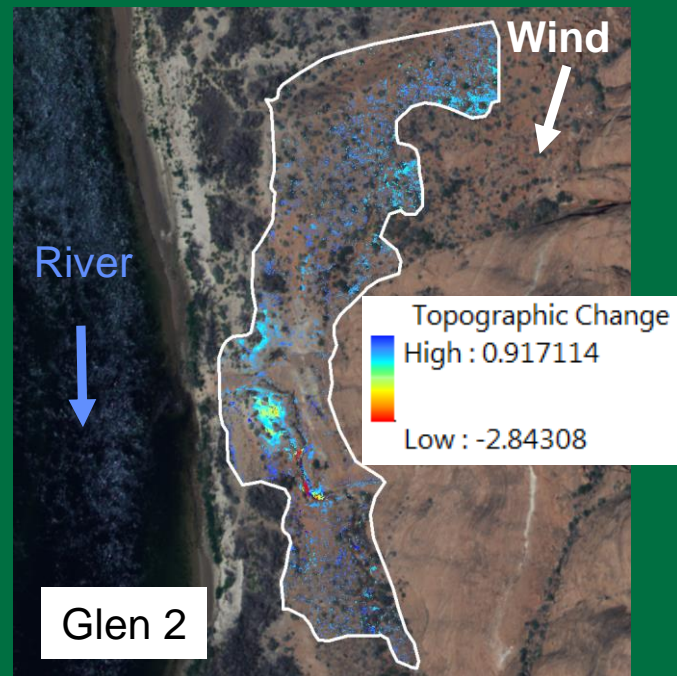 Wind
River
Topographic Change
High : 0.917114
Low : -2.84308
Glen 2